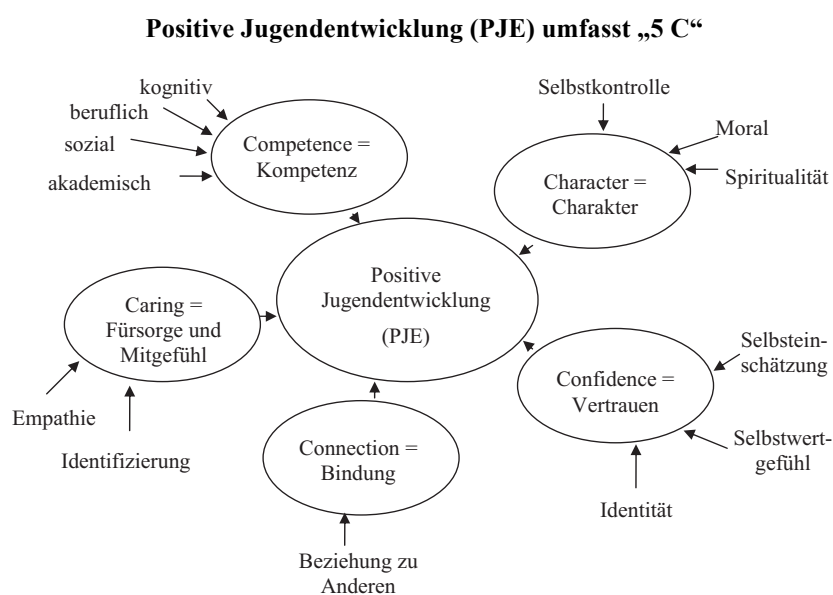 Positive Jugendentwicklung (PJE) umfasst „5 C“
kognitiv
beruflich
sozial
akademisch
Competence =
Kompetenz
Selbstkontrolle
Moral
Spiritualität
Character =
Charakter
Positive
Jugendentwicklung
(PJE)
Caring =
Fürsorge und
Mitgefühl
Empathie
Identifizierung
Connection =
Bindung
Beziehung zu
Anderen
Confidence =
Vertrauen
Selbstein-
schätzung
Selbstwert-
gefühl
Identität